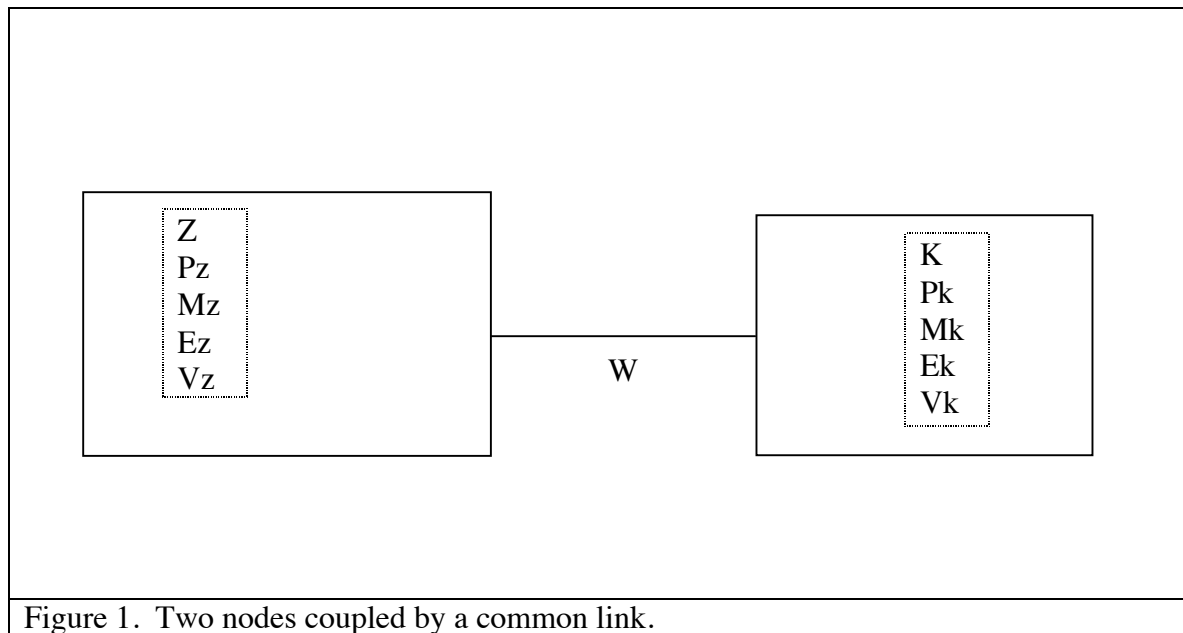 Z
Pz
Mz
Ez
Vz
W
K
Pk
Mk
Ek
Vk
Figure 1. Two nodes coupled by a common link.